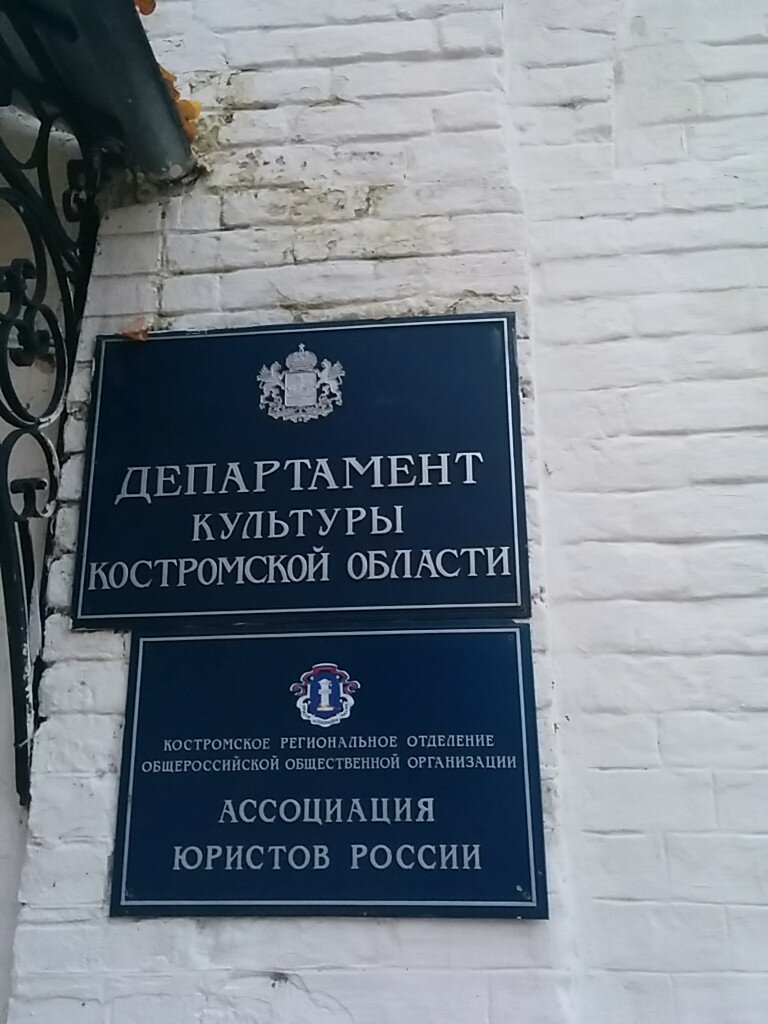 ДЕПАРТАМЕНТ
КУЛЬТУРЫ
КОСТРОМСКОЙ ОБЛАСТИ
КОСТРОМСКОЕ РЕГИОНАЛЬНОЕ ОТДЕЛЕНИЕ
ОБЩЕРОССИЙСКОЙ ОБЩЕСТВЕННОЙ ОРГАНИЗАЦИИ
АССОЦИАЦИЯ
ЮРИСТОВ РОССИИ